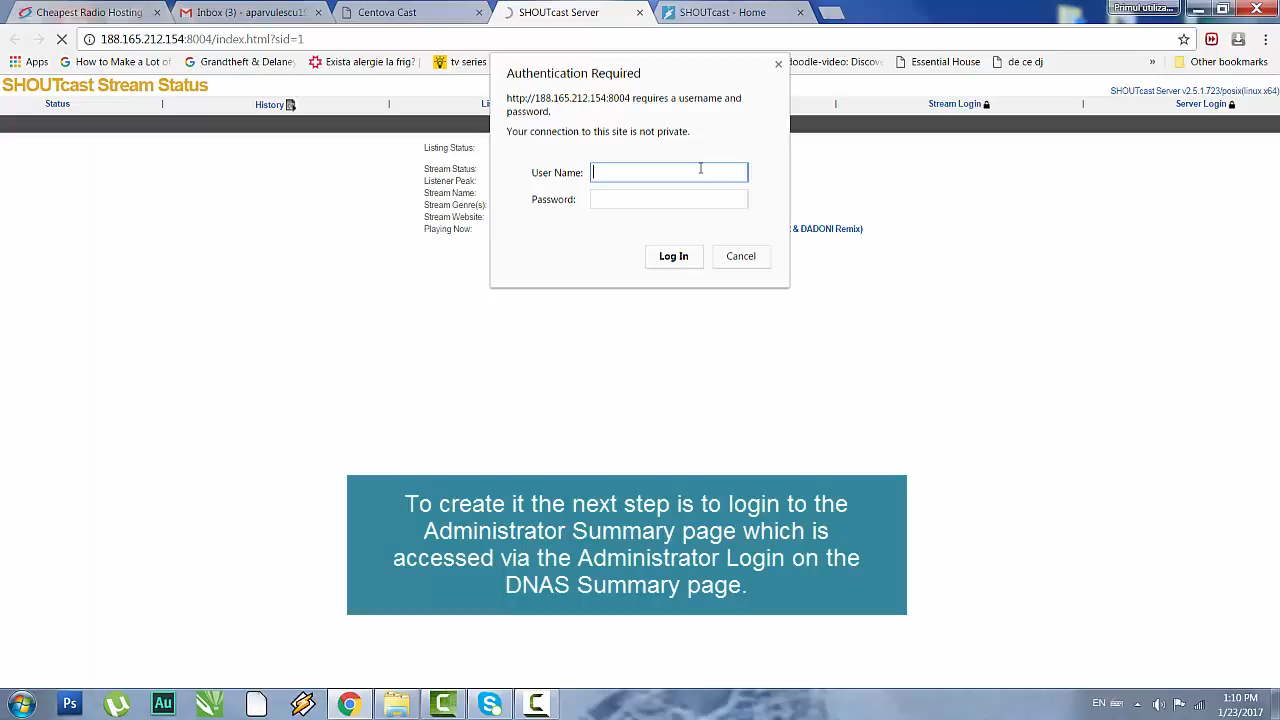 Cheapest Radio Hosting
Inbox (3) - aparvulescu19
Centova Cast
SHOUTcast Server
SHOUTcast - Home
Primul utiliza...
188.165.212.154:8004/index.html?sid=1
Apps
How to Make a Lot of
Grandtheft & Delaney
Exista alergie la frig?
tv series
oodle-video: Discov
Essential House
de ce dj
»
Other bookmarks
SHOUTcast Stream Status
SHOUTcast Server v2.5.1.723/posix(linux x64)
Status | History | Li | Stream Login | Server Login
Authentication Required
http://188.165.212.154:8004 requires a username and
password.
Your connection to this site is not private.
User Name:
Password:
Log In
Cancel
Listing Status:
Stream Status:
Listener Peak:
Stream Name:
Stream Genre(s):
Stream Website:
Playing Now:
& DADONI Remix)
To create it the next step is to login to the
Administrator Summary page which is
accessed via the Administrator Login on the
DNAS Summary page.
Ps
Au
EN
1:10 PM
1/23/2017